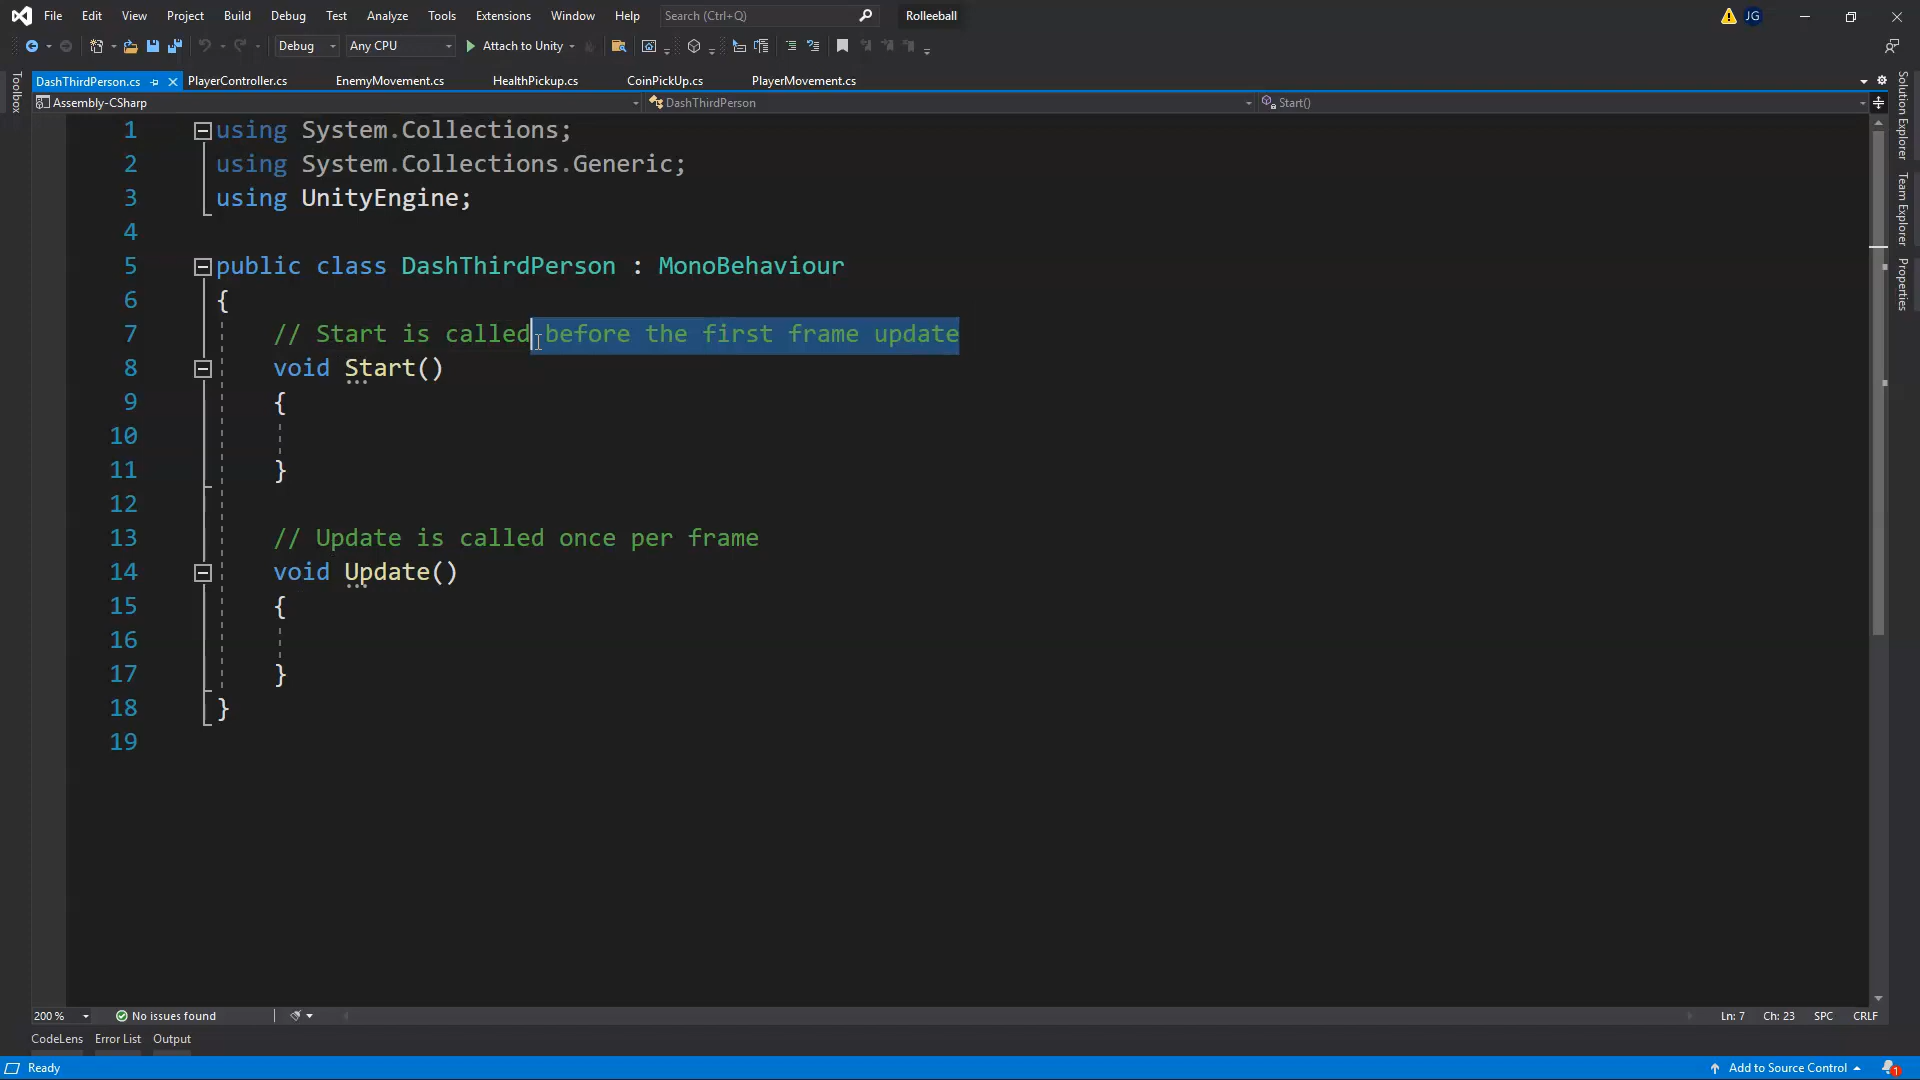 File Edit View Project Build Debug Test Analyze Tools Extensions Window Help Search (Ctrl+Q) Rolleeball JG
Debug Any CPU Attach to Unity
DashThirdPerson.cs PlayerController.cs EnemyMovement.cs HealthPickup.cs CoinPickUp.cs PlayerMovement.cs
Assembly-CSharp DashThirdPerson Start()
Toolbox
1 using System.Collections;
2 using System.Collections.Generic;
3 using UnityEngine;
4
5 public class DashThirdPerson : MonoBehaviour
6 {
7 // Start is called before the first frame update
8 void Start()
9 {
10
11 }
12
13 // Update is called once per frame
14 void Update()
15 {
16
17 }
18 }
19
Solution Explorer
Team Explorer
Properties
200 % No issues found Ln: 7 Ch: 23 SPC CRLF
CodeLens Error List Output
Ready Add to Source Control 1